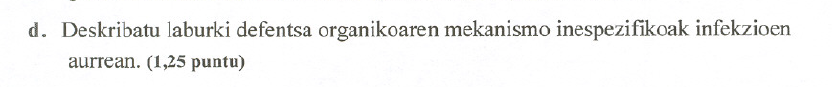 d. Deskribatu laburki defentsa organikoaren mekanismo inespezifikoak infekzioen
aurrean. (1,25 puntu)